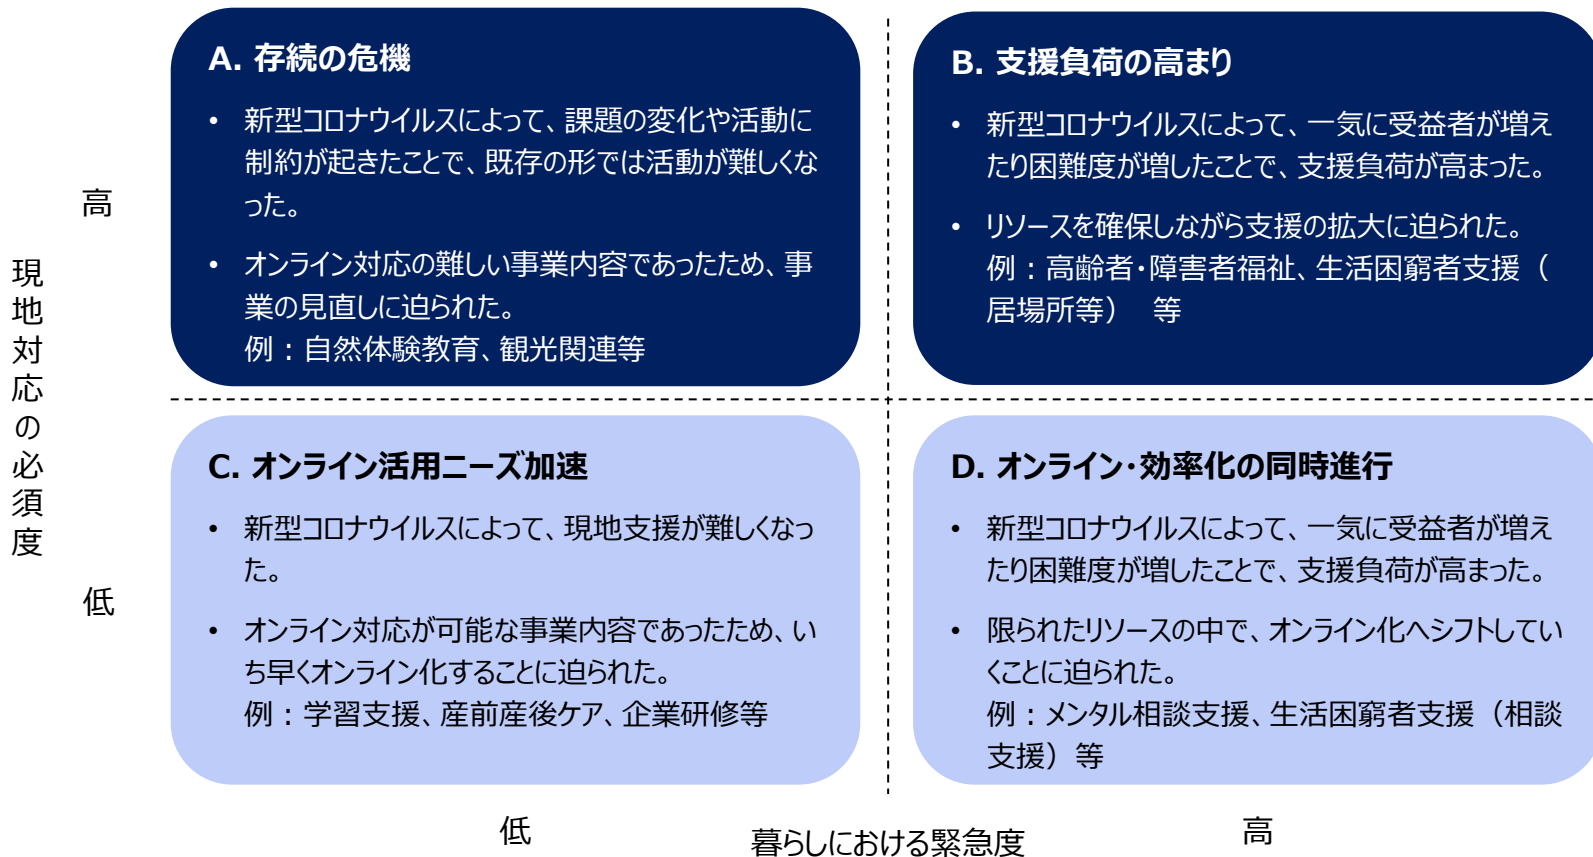 A. 存続の危機
• 新型コロナウイルスによって、課題の変化や活動に
制約が起きたことで、既存の形では活動が難しくな
った。
• オンライン対応の難しい事業内容であったため、事
業の見直しに迫られた。
例：自然体験教育、観光関連等
B. 支援負荷の高まり
• 新型コロナウイルスによって、一気に受益者が増え
たり困難度が増したことで、支援負荷が高まった。
• リソースを確保しながら支援の拡大に迫られた。
例：高齢者・障害者福祉、生活困窮者支援（
居場所等）　等
高
現地対応の必須度
低
C. オンライン活用ニーズ加速
• 新型コロナウイルスによって、現地支援が難しくなっ
た。
• オンライン対応が可能な事業内容であったため、い
ち早くオンライン化することに迫られた。
例：学習支援、産前産後ケア、企業研修等
D. オンライン・効率化の同時進行
• 新型コロナウイルスによって、一気に受益者が増え
たり困難度が増したことで、支援負荷が高まった。
• 限られたリソースの中で、オンライン化へシフトしてい
くことに迫られた。
例：メンタル相談支援、生活困窮者支援（相談
支援）等
低
暮らしにおける緊急度
高